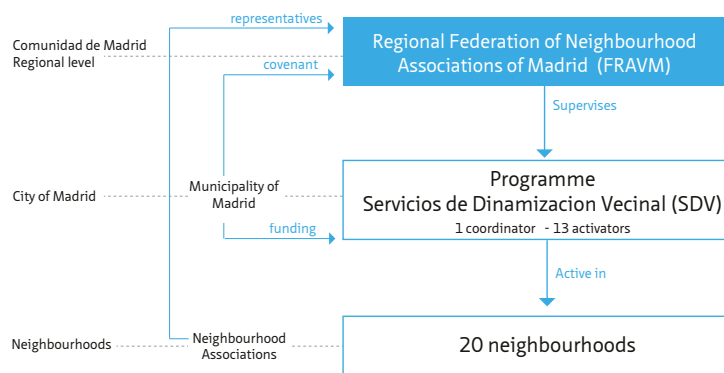 representatives
Regional Federation of Neighbourhood
Associations of Madrid (FRAVM)
Comunidad de Madrid
Regional level
covenant
Supervises
Programme
Servicios de Dinamizacion Vecinal (SDV)
1 coordinator - 13 activators
City of Madrid
Municipality of
Madrid
funding
Active in
Neighbourhoods
Neighbourhood
Associations
20 neighbourhoods